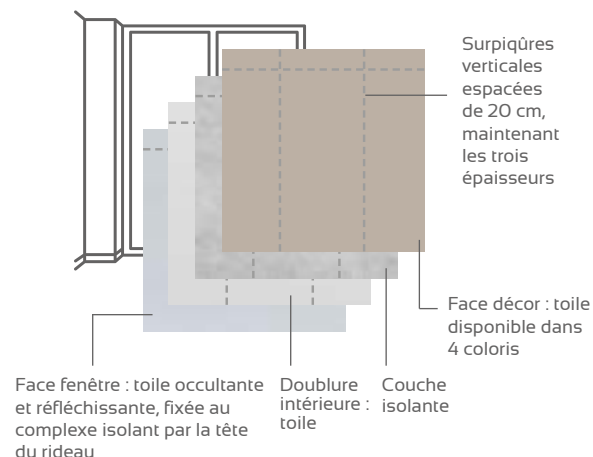 Surpiqûres
verticales
espacées
de 20 cm,
maintenant
les trois
épaisseurs
Face décor : toile
disponible dans
4 coloris
Face fenêtre : toile occultante
et réfléchissante, fixée au
complexe isolant par la tête
du rideau
Doublure
intérieure :
toile
Couche
isolante